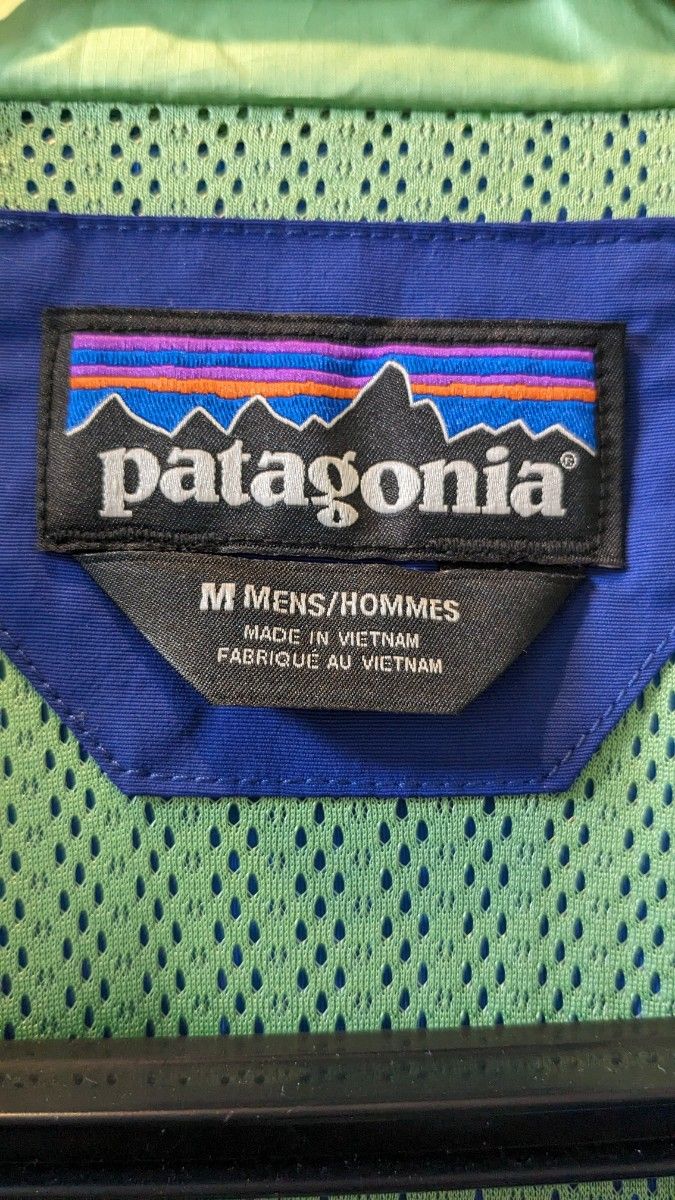 patagonia®
M MENS/HOMMES
MADE IN VIETNAM
FABRIQUÉ AU VIETNAM